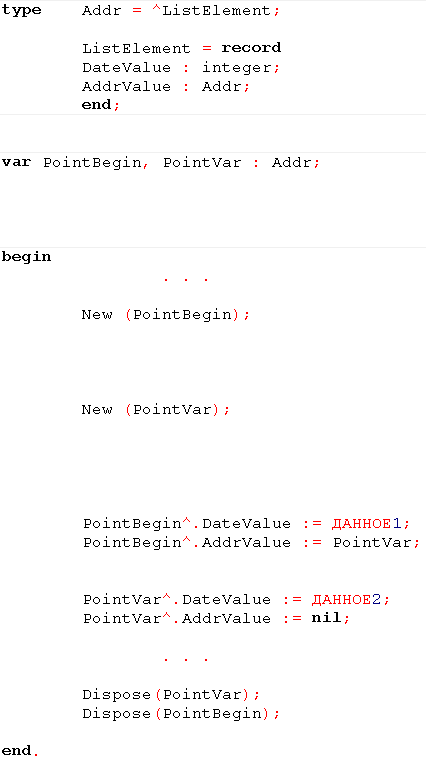 type Addr = ^ListElement;
ListElement = record
DateValue : integer;
AddrValue : Addr;
end;
var PointBegin, PointVar : Addr;
begin
. . .
New (PointBegin);
New (PointVar);
PointBegin^.DateValue := ДАННОЕ1;
PointBegin^.AddrValue := PointVar;
PointVar^.DateValue := ДАННОЕ2;
PointVar^.AddrValue := nil;
. . .
Dispose(PointVar);
Dispose(PointBegin);
end.